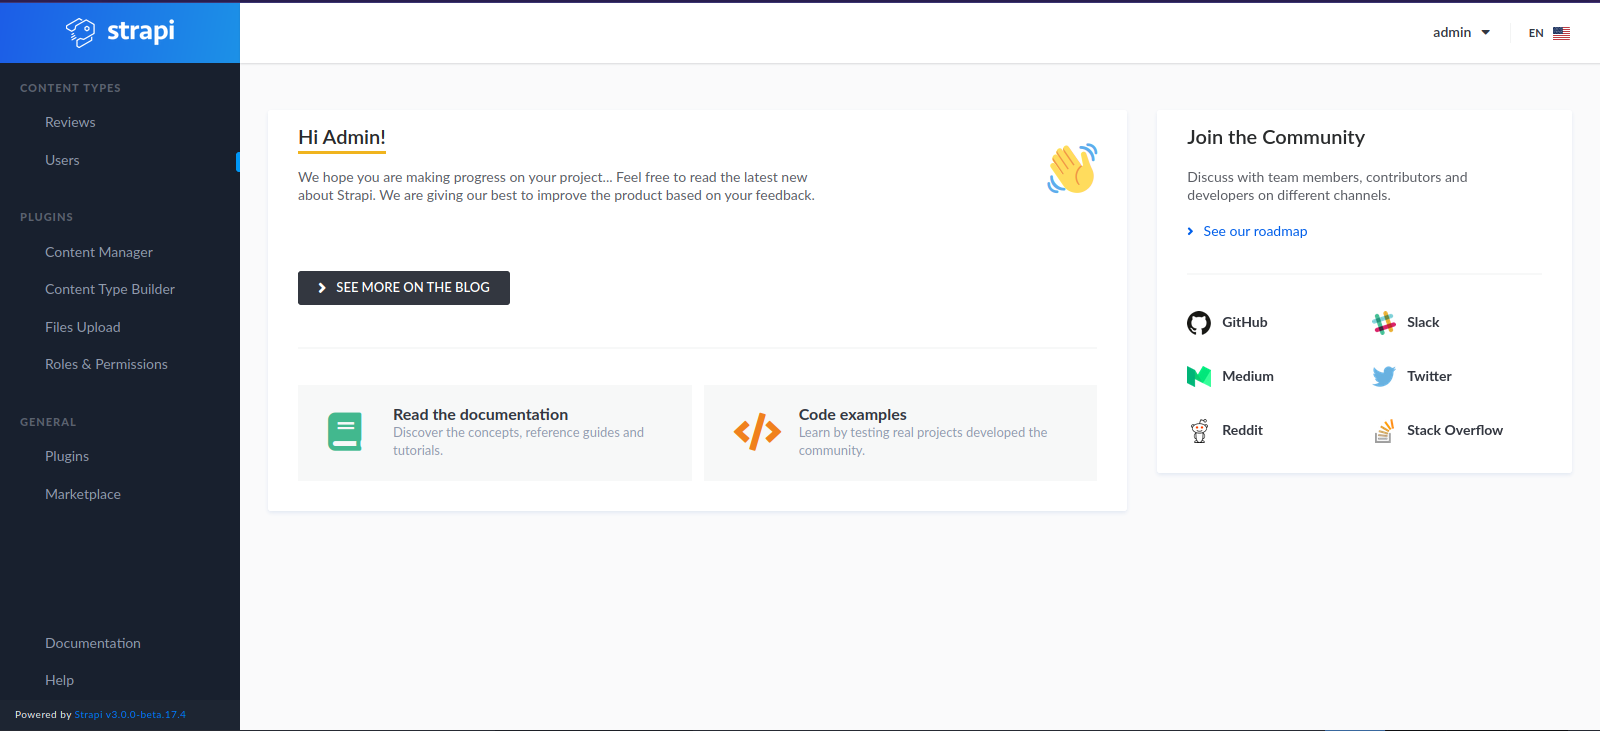 strapi
admin
EN
CONTENT TYPES
Reviews
Users
PLUGINS
Content Manager
Content Type Builder
Files Upload
Roles & Permissions
GENERAL
Plugins
Marketplace
Documentation
Help
Powered by Strapi v3.0.0-beta.17.4
Hi Admin!
We hope you are making progress on your project... Feel free to read the latest new
about Strapi. We are giving our best to improve the product based on your feedback.
SEE MORE ON THE BLOG
Read the documentation
Discover the concepts, reference guides and
tutorials.
Code examples
Learn by testing real projects developed the
community.
Join the Community
Discuss with team members, contributors and
developers on different channels.
See our roadmap
GitHub
Slack
Medium
Twitter
Reddit
Stack Overflow